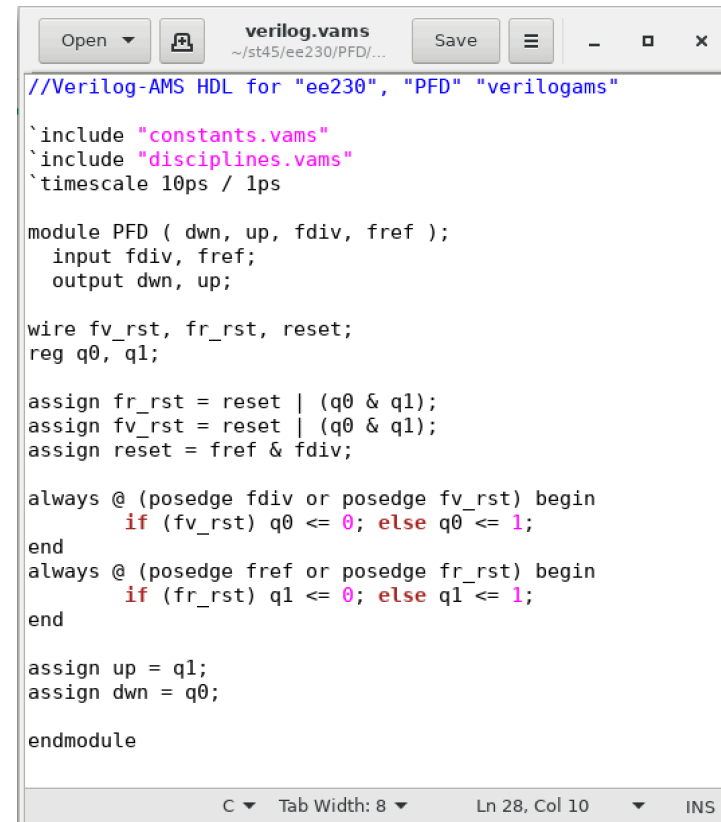 Open verilog.vams Save
~/st45/ee230/PFD/...
//Verilog-AMS HDL for "ee230", "PFD" "verilogams"

`include "constants.vams"
`include "disciplines.vams"
`timescale 10ps / 1ps

module PFD ( dwn, up, fdiv, fref );
  input fdiv, fref;
  output dwn, up;

wire fv_rst, fr_rst, reset;
reg q0, q1;

assign fr_rst = reset | (q0 & q1);
assign fv_rst = reset | (q0 & q1);
assign reset = fref & fdiv;

always @ (posedge fdiv or posedge fv_rst) begin
        if (fv_rst) q0 <= 0; else q0 <= 1;
end
always @ (posedge fref or posedge fr_rst) begin
        if (fr_rst) q1 <= 0; else q1 <= 1;
end

assign up = q1;
assign dwn = q0;

endmodule
C Tab Width: 8 Ln 28, Col 10 INS